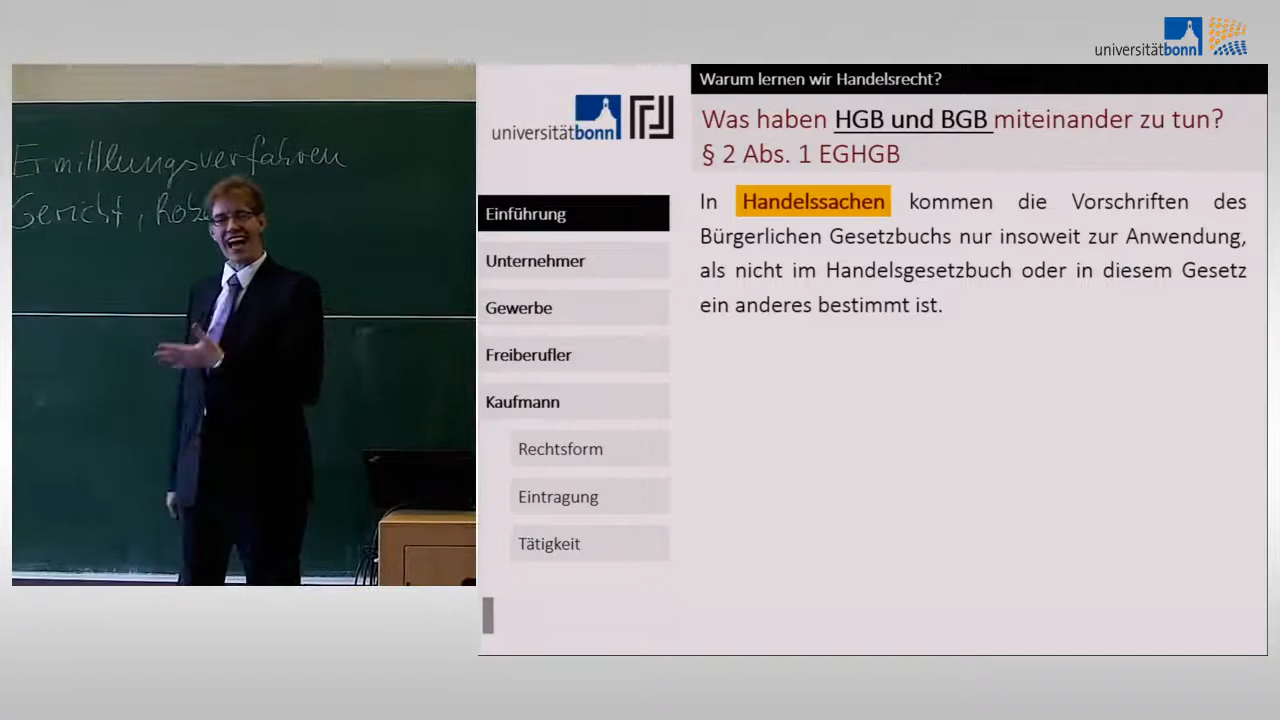 universitätbonn
Ermittlungsverfahren
Gericht, Robe
universitätbonn
Warum lernen wir Handelsrecht?
Was haben HGB und BGB miteinander zu tun?
§ 2 Abs. 1 EGHGB
Einführung
Unternehmer
Gewerbe
Freiberufler
Kaufmann
Rechtsform
Eintragung
Tätigkeit
In Handelssachen kommen die Vorschriften des
Bürgerlichen Gesetzbuchs nur insoweit zur Anwendung,
als nicht im Handelsgesetzbuch oder in diesem Gesetz
ein anderes bestimmt ist.